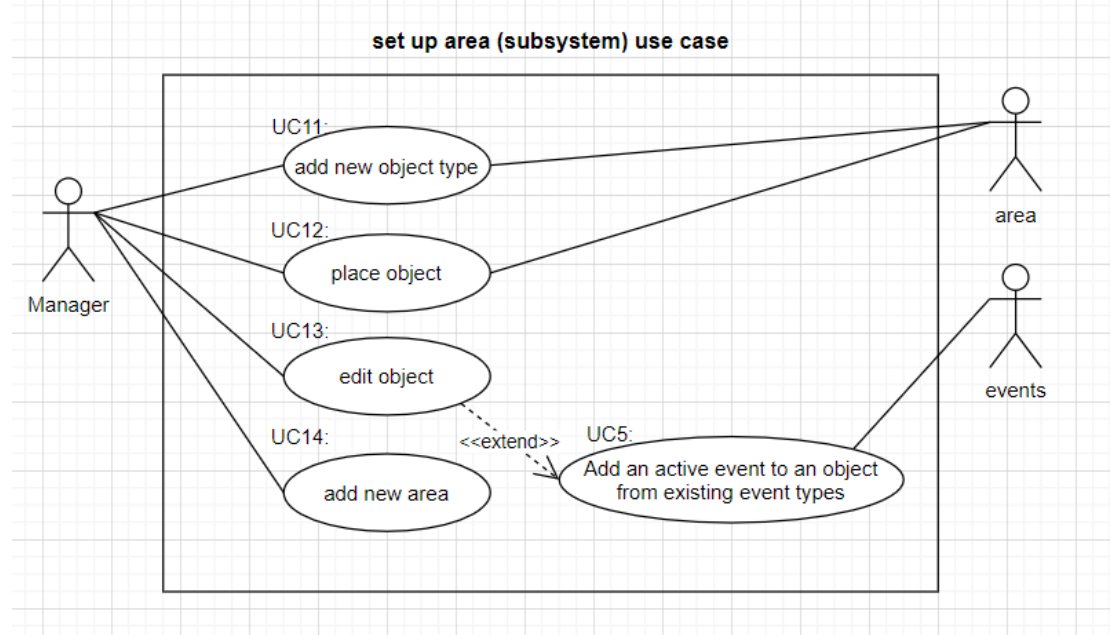 set up area (subsystem) use case
UC11:
add new object type
area
UC12:
place object
Manager
UC13:
edit object
events
UC14:
<<extend>>
UC5:
Add an active event to an object
from existing event types
add new area